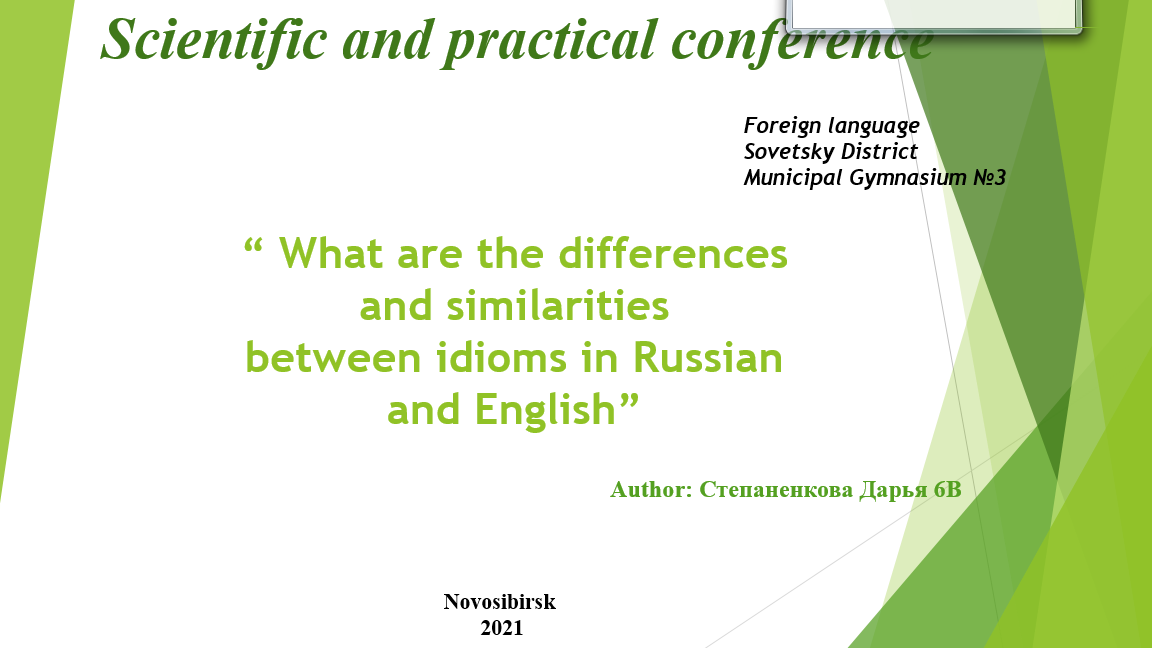 Scientific and practical conference
Foreign language
Sovetsky District
Municipal Gymnasium №3
“ What are the differences
and similarities
between idioms in Russian
and English”
Author: Степаненкова Дарья 6В
Novosibirsk
2021